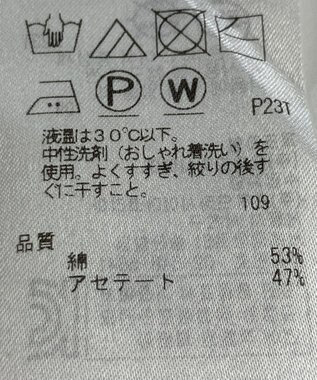 P W P231
液温は30℃以下。
中性洗剤(おしゃれ着洗い)を
使用。よくすすぎ、絞りの後す
ぐに干すこと。
109
品質
綿 53%
アセテート 47%